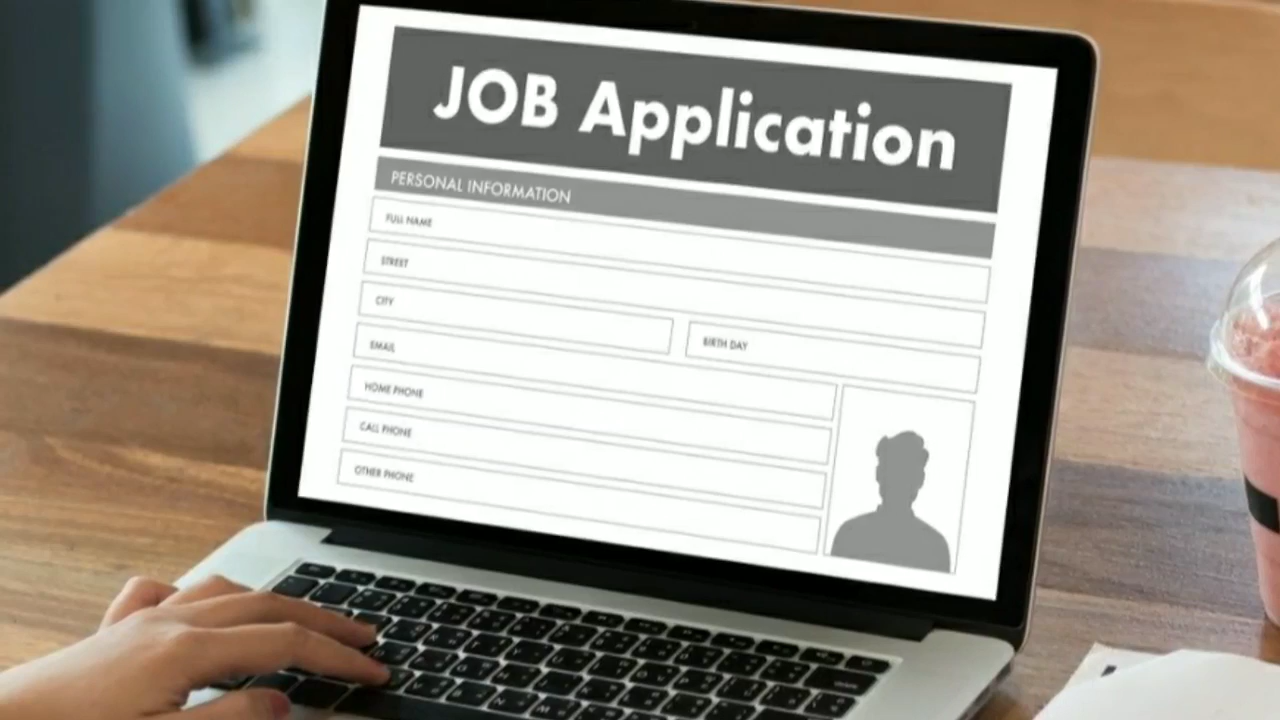 JOB Application
PERSONAL INFORMATION
FULL NAME
STREET
CITY
BIRTH DAY
EMAIL
HOME PHONE
CALL PHONE
OTHER PHONE